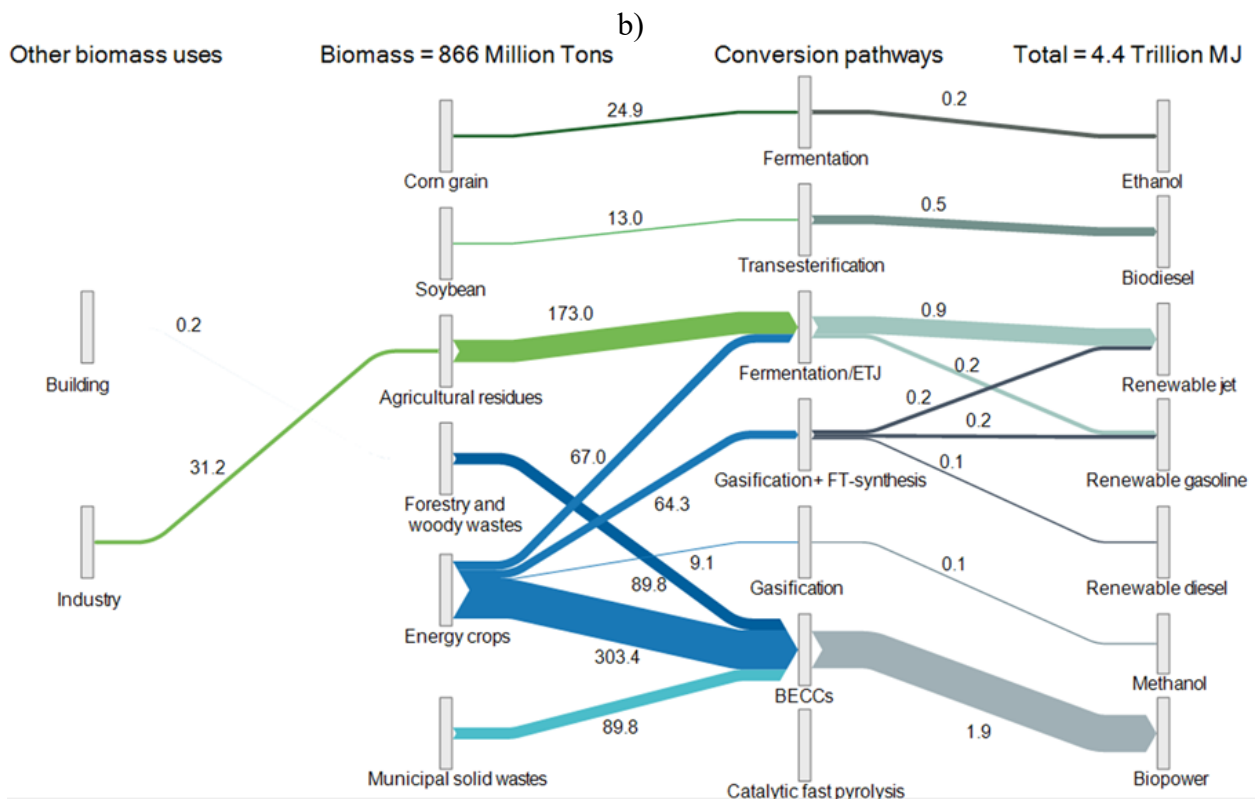 b)
Other biomass uses
Biomass = 866 Million Tons
Conversion pathways
Total = 4.4 Trillion MJ
24.9
0.2
Corn grain
Fermentation
Ethanol
13.0
0.5
Soybean
Transesterification
Biodiesel
0.2
173.0
0.9
Building
Agricultural residues
Fermentation/ETJ
0.2
Renewable jet
31.2
67.0
0.2
0.2
Forestry and
woody wastes
64.3
Gasification+ FT-synthesis
0.1
Renewable gasoline
Industry
89.8
9.1
Gasification
0.1
Renewable diesel
Energy crops
303.4
BECCs
Methanol
89.8
1.9
Municipal solid wastes
Catalytic fast pyrolysis
Biopower